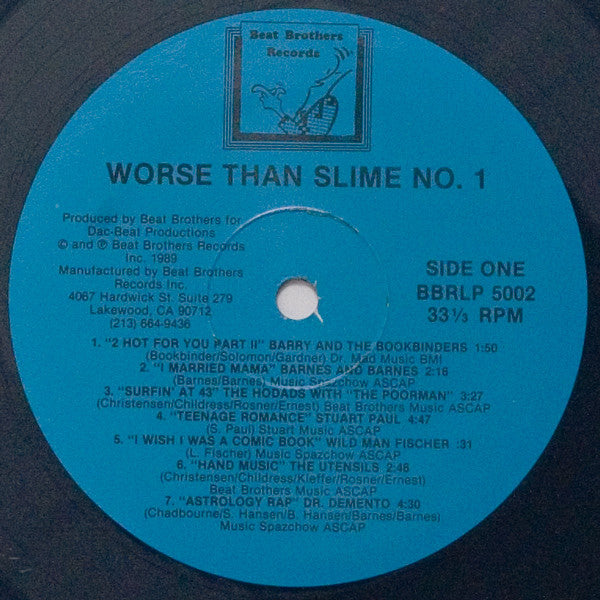 Beat Brothers
Records
WORSE THAN SLIME NO. 1
Produced by Beat Brothers for
Dac-Beat Productions
© and ℗ Beat Brothers Records
Inc. 1989
Manufactured by Beat Brothers
Records Inc.
4067 Hardwick St. Suite 279
Lakewood, CA 90712
(213) 664-9436
SIDE ONE
BBRLP 5002
33⅓ RPM
1. "2 HOT FOR YOU PART II" BARRY AND THE BOOKBINDERS 1:50
(Bookbinder/Solomon/Gardner) Dr. Mad Music BMI
2. "I MARRIED MAMA" BARNES AND BARNES 2:18
(Barnes/Barnes) Music Spazchow ASCAP
3. "SURFIN' AT 43" THE HODADS WITH "THE POORMAN" 3:27
(Christensen/Childress/Rosner/Ernest) Beat Brothers Music ASCAP
4. "TEENAGE ROMANCE" STUART PAUL 4:47
(S. Paul) Stuart Music ASCAP
5. "I WISH I WAS A COMIC BOOK" WILD MAN FISCHER :31
(L. Fischer) Music Spazchow ASCAP
6. "HAND MUSIC" THE UTENSILS 2:48
(Christensen/Childress/Kieffer/Rosner/Ernest)
Beat Brothers Music ASCAP
7. "ASTROLOGY RAP" DR. DEMENTO 4:30
(Chadbourne/S. Hansen/B. Hansen/Barnes/Barnes)
Music Spazchow ASCAP